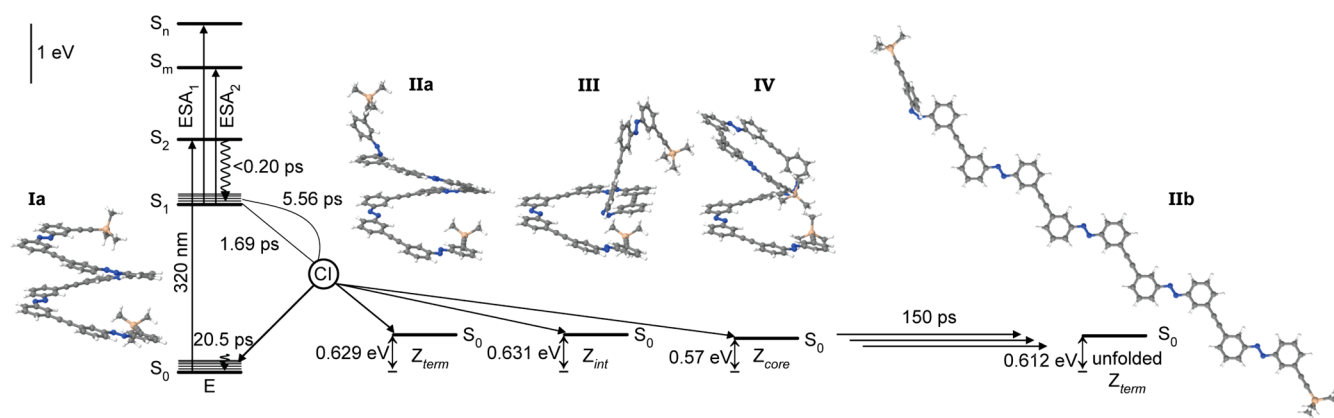 1 eV
Sn
Sm
ESA1
ESA2
S2
<0.20 ps
S1
5.56 ps
1.69 ps
320 nm
CI
20.5 ps
S0
E
Ia
IIa
III
IV
IIb
0.629 eV
S0
Zterm
0.631 eV
S0
Zint
0.57 eV
S0
Zcore
150 ps
0.612 eV
S0
unfolded
Zterm